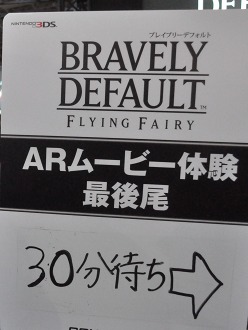 NINTENDO 3DS
ブレイブリーデフォルト
BRAVELY
DEFAULT™
FLYING FAIRY
ARムービー体験
最後尾
30分待ち